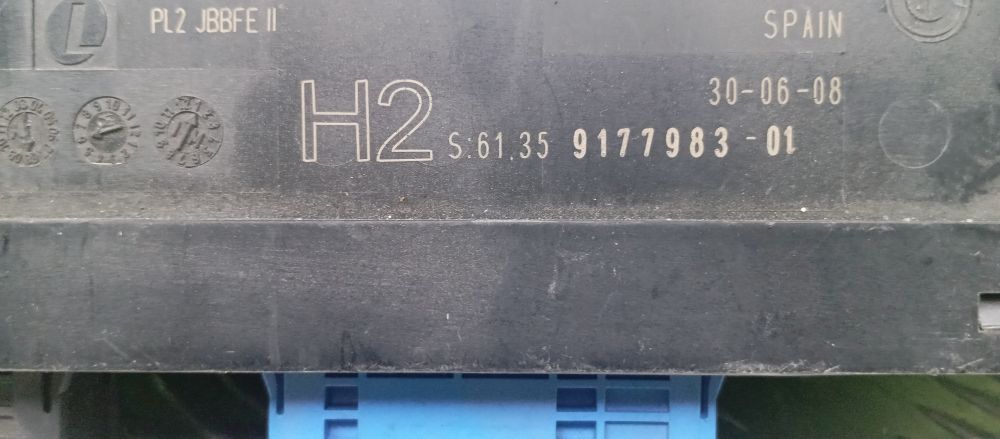 L
PL2 JBBFE II
SPAIN
30-06-08
H2 S:61.35 9177983-01